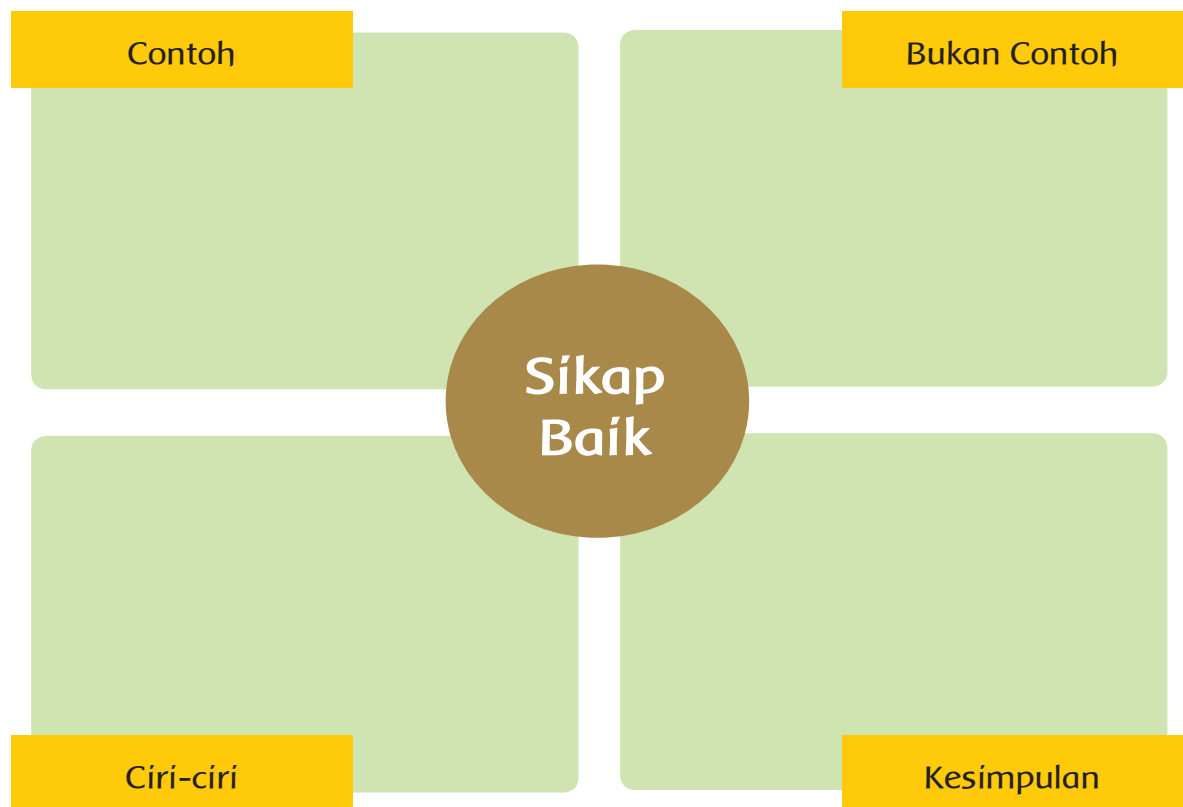 Contoh
Bukan Contoh
Sikap
Baik
Ciri-ciri
Kesimpulan